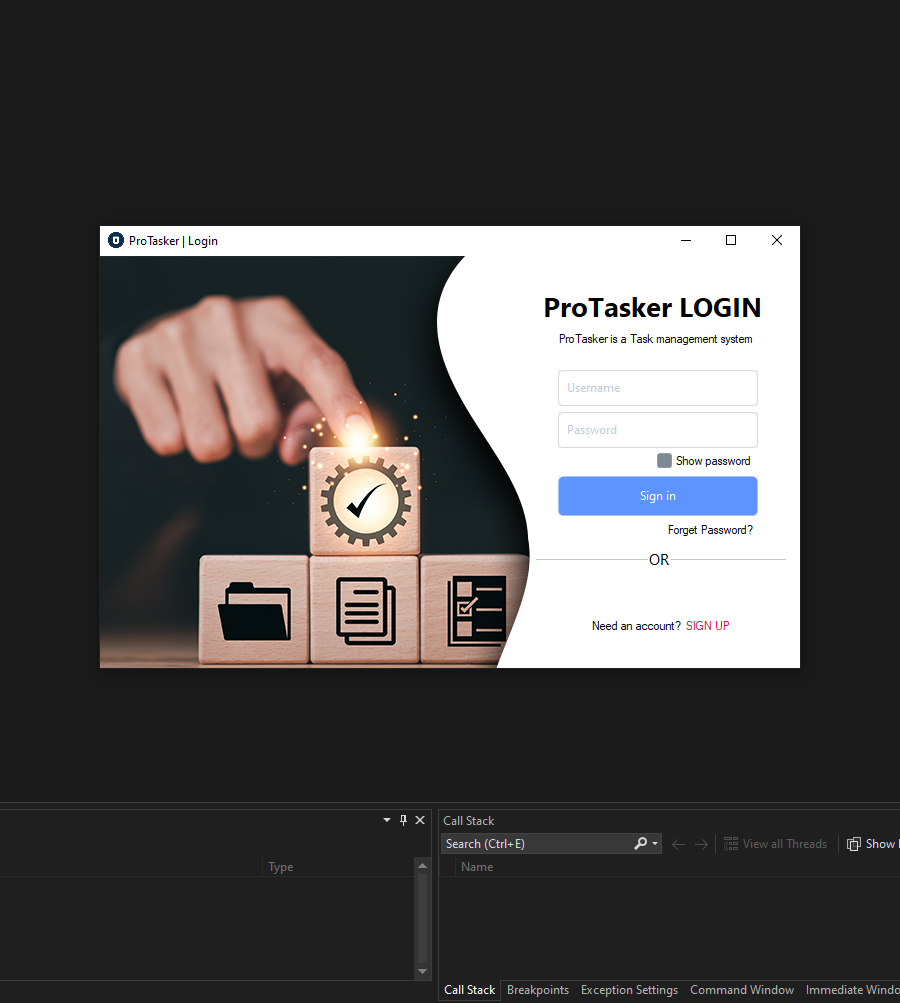 ProTasker | Login
ProTasker LOGIN
ProTasker is a Task management system
Username
Password
Show password
Sign in
Forget Password?
OR
Need an account? SIGN UP
Call Stack
Search (Ctrl+E)
View all Threads
Show
Type
Name
Call Stack
Breakpoints
Exception Settings
Command Window
Immediate Windo